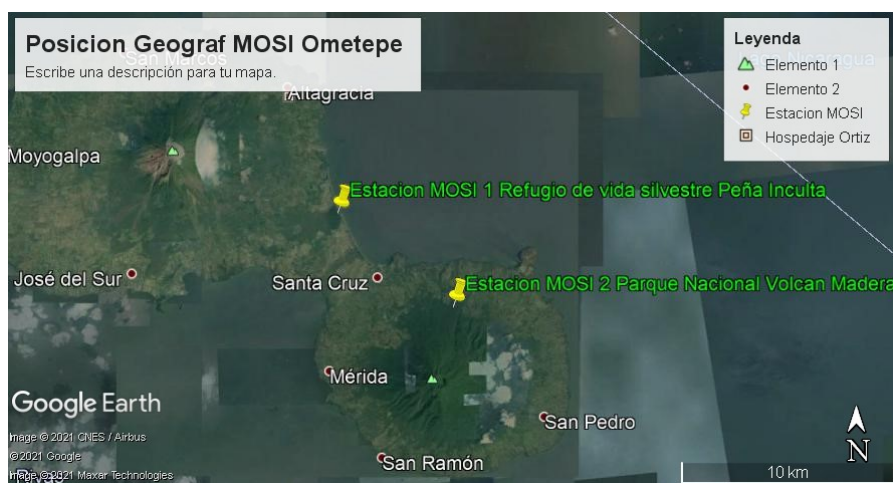 Posicion Geograf MOSI Ometepe
Escribe una descripción para tu mapa.
San Marcos
Leyenda
Elemento 1
Elemento 2
Estacion MOSI
Hospedaje Ortiz
Altagracia
Moyogalpa
Estacion MOSI 1 Refugio de vida silvestre Peña Inculta
José del Sur
Santa Cruz
Estacion MOSI 2 Parque Nacional Volcan Madera
Mérida
Google Earth
San Pedro
Image © 2021 CNES / Airbus
© 2021 Google
San Ramón
Image © 2021 Maxar Technologies
Rivas
10 km
N